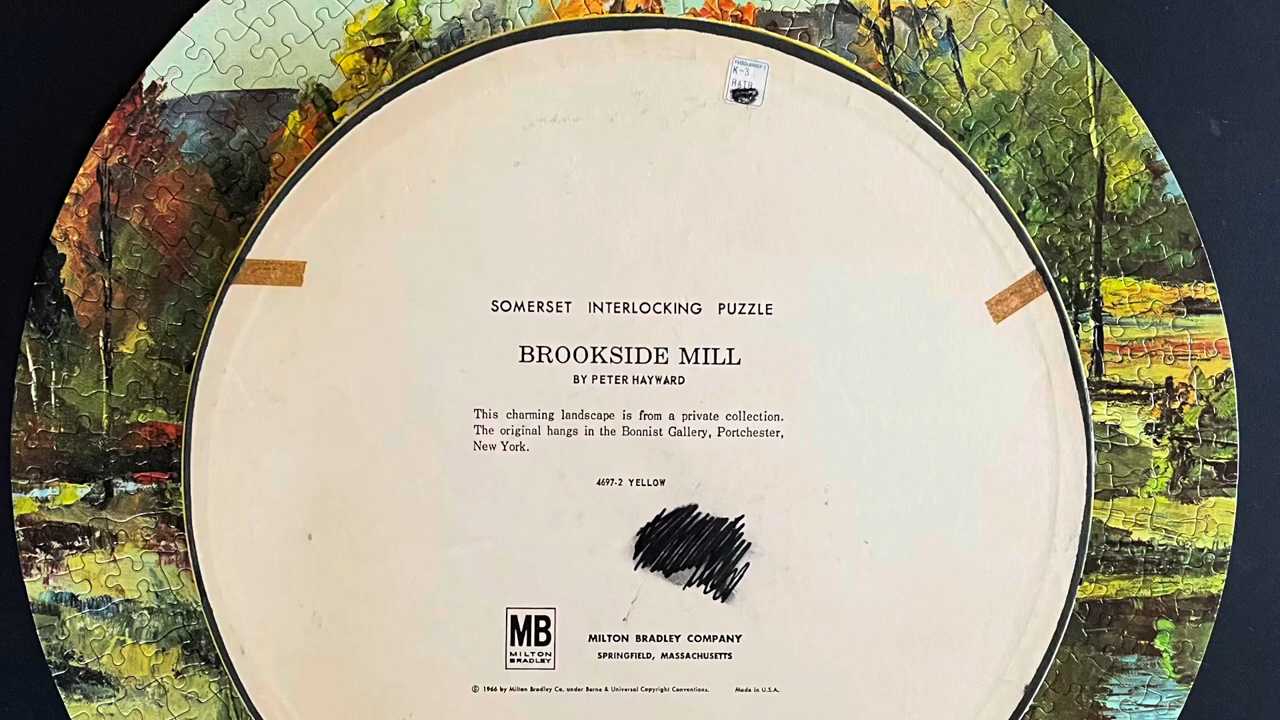 K-3
SOMERSET INTERLOCKING PUZZLE
BROOKSIDE MILL
BY PETER HAYWARD
This charming landscape is from a private collection.
The original hangs in the Bonnist Gallery, Portchester,
New York.
4697-2 YELLOW
MB
MILTON
BRADLEY
MILTON BRADLEY COMPANY
SPRINGFIELD, MASSACHUSETTS
© 1966 by Milton Bradley Co. under Berne & Universal Copyright Conventions. Made in U.S.A.